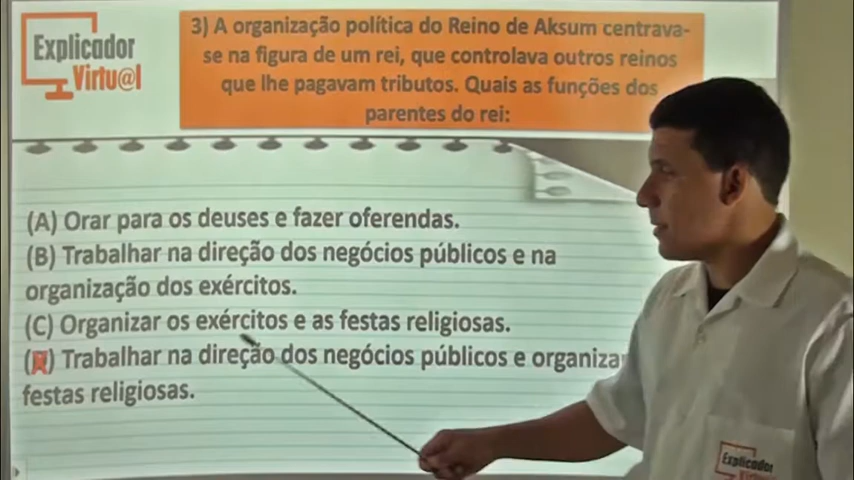 Explicador
Virtu@l
3) A organização política do Reino de Aksum centrava-
se na figura de um rei, que controlava outros reinos
que lhe pagavam tributos. Quais as funções dos
parentes do rei:
(A) Orar para os deuses e fazer oferendas.
(B) Trabalhar na direção dos negócios públicos e na
organização dos exércitos.
(C) Organizar os exércitos e as festas religiosas.
Trabalhar na direção dos negócios públicos e organizar
festas religiosas.
Explicador